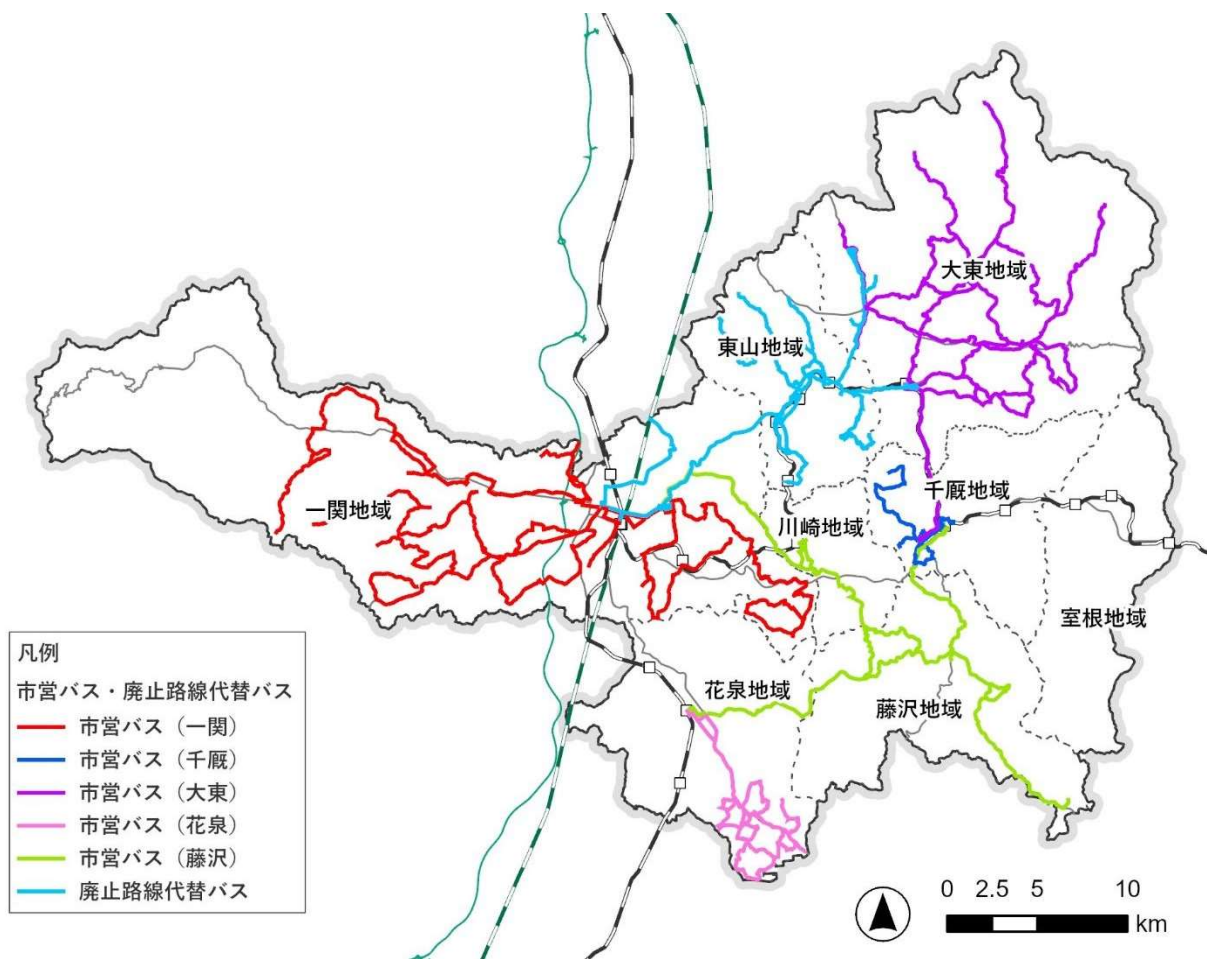 大東地域
東山地域
千厩地域
一関地域
川崎地域
室根地域
花泉地域
藤沢地域
凡例
市営バス・廃止路線代替バス
市営バス（一関）
市営バス（千厩）
市営バス（大東）
市営バス（花泉）
市営バス（藤沢）
廃止路線代替バス
0 2.5 5 10
km